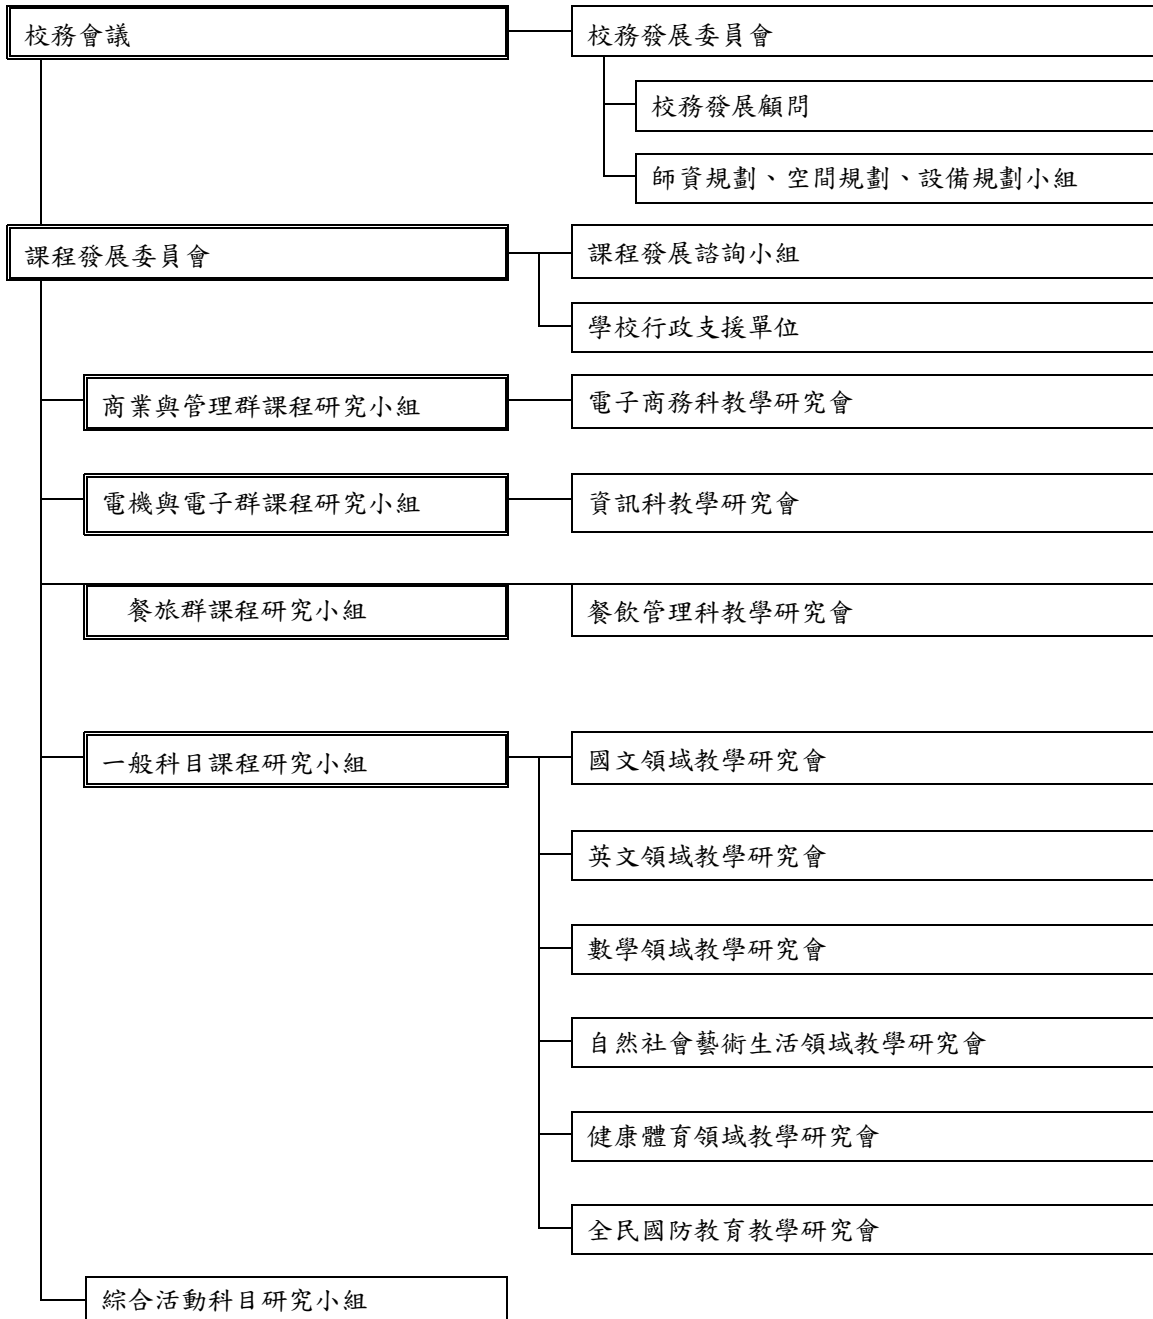 校務會議
校務發展委員會
校務發展顧問
師資規劃、空間規劃、設備規劃小組
課程發展委員會
課程發展諮詢小組
學校行政支援單位
商業與管理群課程研究小組
電子商務科教學研究會
電機與電子群課程研究小組
資訊科教學研究會
餐旅群課程研究小組
餐飲管理科教學研究會
一般科目課程研究小組
國文領域教學研究會
英文領域教學研究會
數學領域教學研究會
自然社會藝術生活領域教學研究會
健康體育領域教學研究會
全民國防教育教學研究會
綜合活動科目研究小組